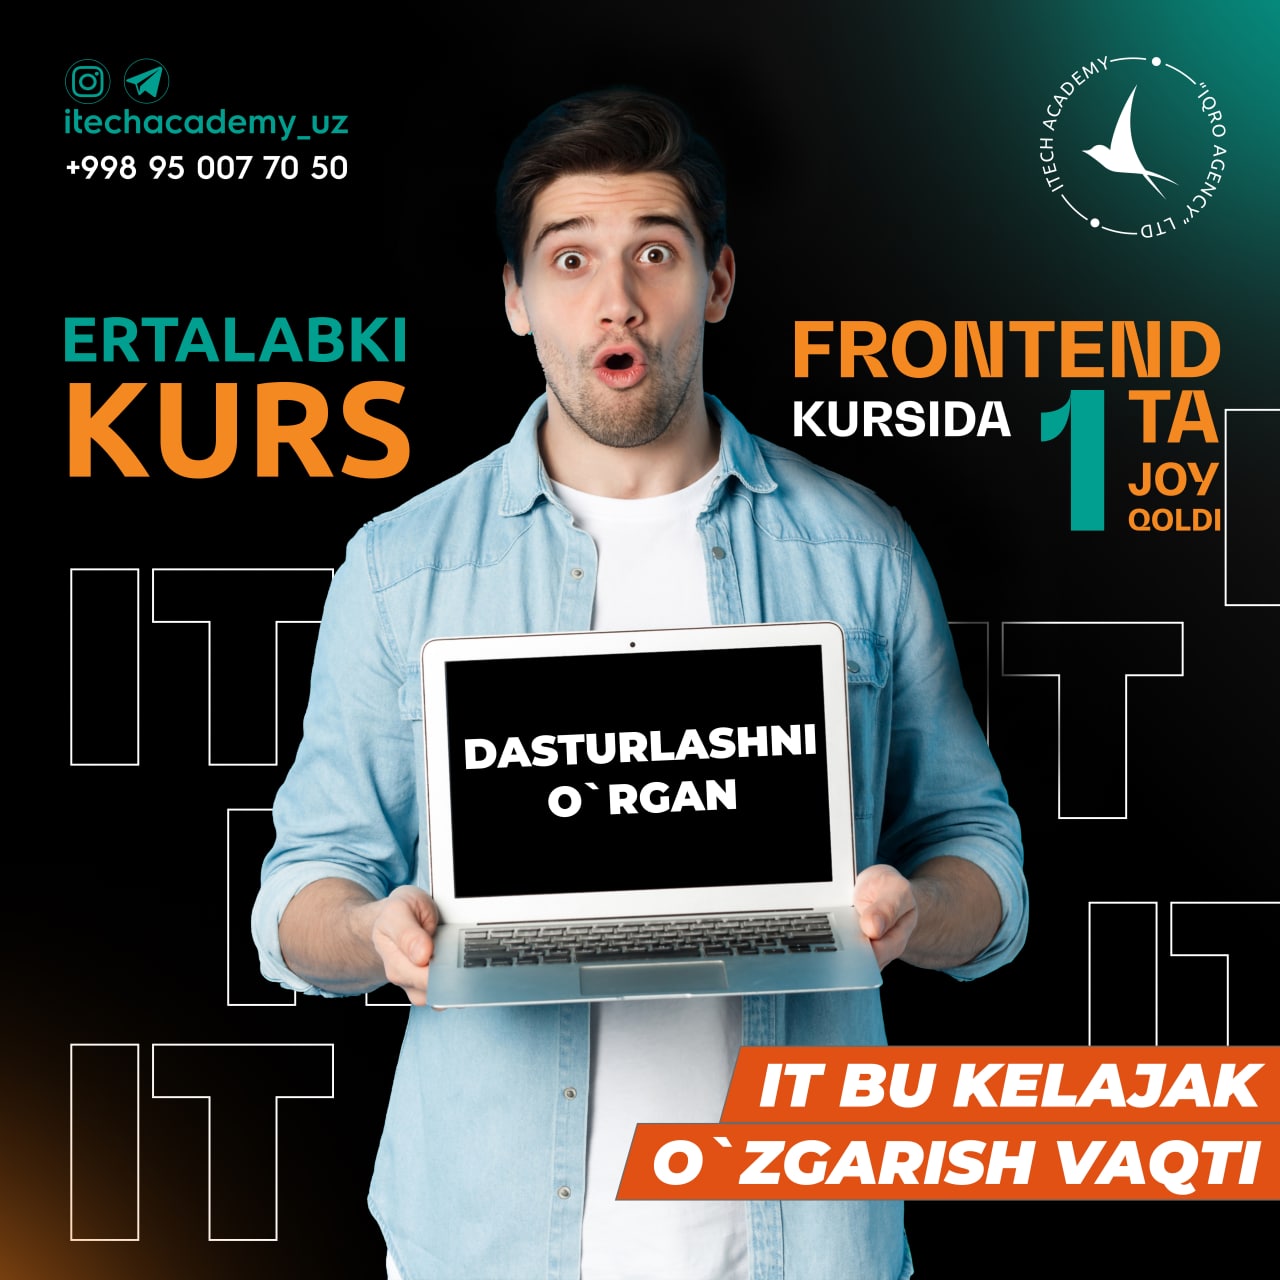 itechacademy_uz
+998 95 007 70 50
ITECH ACADEMY
"IQRO AGENCY" LTD
ERTALABKI
KURS
FRONTEND
KURSIDA 1 TA
JOY
QOLDI
IT
IT
IT
IT
DASTURLASHNI
O`RGAN
IT BU KELAJAK
O`ZGARISH VAQTI